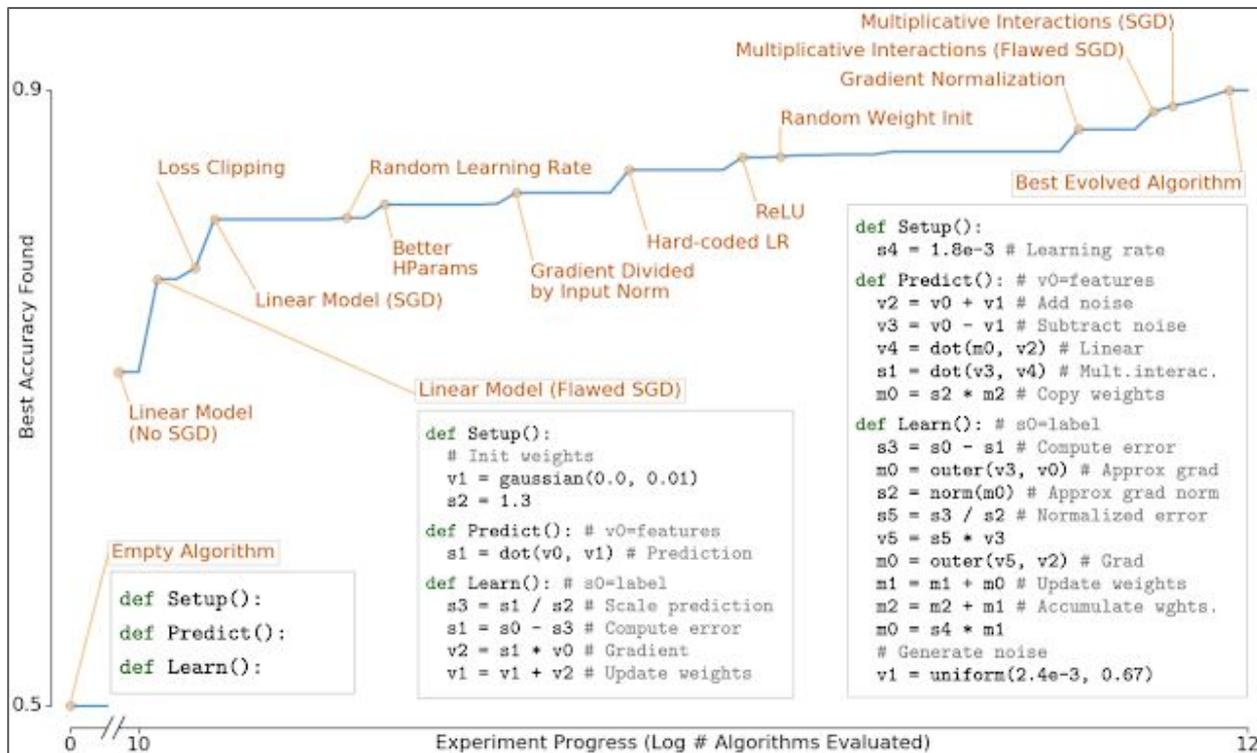 Multiplicative Interactions (SGD)
Multiplicative Interactions (Flawed SGD)
Gradient Normalization
Random Weight Init
Loss Clipping
Random Learning Rate
Best Evolved Algorithm
ReLU
Hard-coded LR
Better
HParams
Gradient Divided
by Input Norm
Linear Model (SGD)
Linear Model (Flawed SGD)
Linear Model
(No SGD)
Empty Algorithm
def Setup():
def Predict():
def Learn():
def Setup():
# Init weights
v1 = gaussian(0.0, 0.01)
s2 = 1.3
def Predict(): # v0=features
s1 = dot(v0, v1) # Prediction
def Learn(): # s0=label
s3 = s1 / s2 # Scale prediction
s1 = s0 - s3 # Compute error
v2 = s1 * v0 # Gradient
v1 = v1 + v2 # Update weights
def Setup():
s4 = 1.8e-3 # Learning rate
def Predict(): # v0=features
v2 = v0 + v1 # Add noise
v3 = v0 - v1 # Subtract noise
v4 = dot(m0, v2) # Linear
s1 = dot(v3, v4) # Mult.interac.
m0 = s2 * m2 # Copy weights
def Learn(): # s0=label
s3 = s0 - s1 # Compute error
m0 = outer(v3, v0) # Approx grad
s2 = norm(m0) # Approx grad norm
s5 = s3 / s2 # Normalized error
v5 = s5 * v3
m0 = outer(v5, v2) # Grad
m1 = m1 + m0 # Update weights
m2 = m2 + m1 # Accumulate wghts.
m0 = s4 * m1
# Generate noise
v1 = uniform(2.4e-3, 0.67)
Best Accuracy Found
0.9
0.5
0
10
Experiment Progress (Log # Algorithms Evaluated)
12